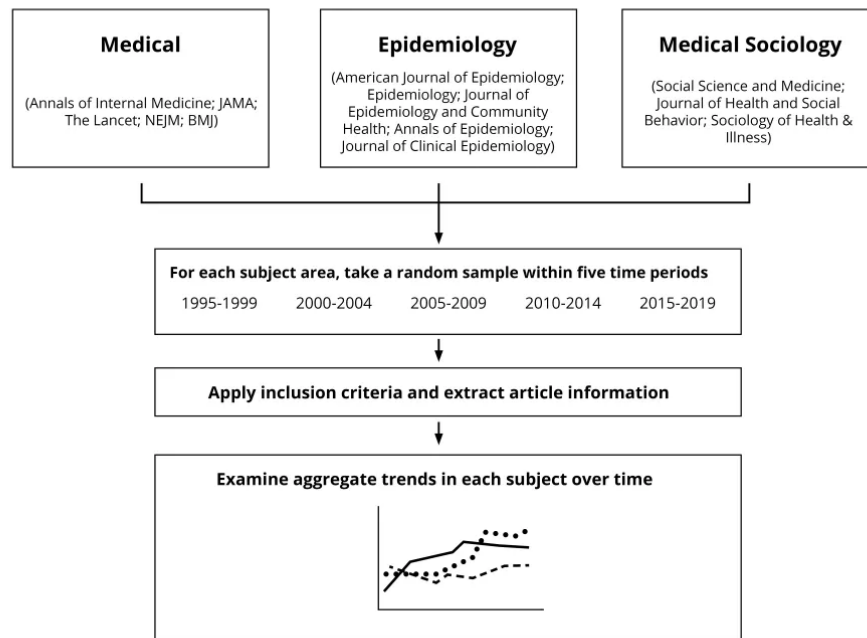 Medical
(Annals of Internal Medicine; JAMA;
The Lancet; NEJM; BMJ)
Epidemiology
(American Journal of Epidemiology;
Epidemiology; Journal of
Epidemiology and Community
Health; Annals of Epidemiology;
Journal of Clinical Epidemiology)
Medical Sociology
(Social Science and Medicine;
Journal of Health and Social
Behavior; Sociology of Health &
Illness)
For each subject area, take a random sample within five time periods
1995-1999 2000-2004 2005-2009 2010-2014 2015-2019
Apply inclusion criteria and extract article information
Examine aggregate trends in each subject over time